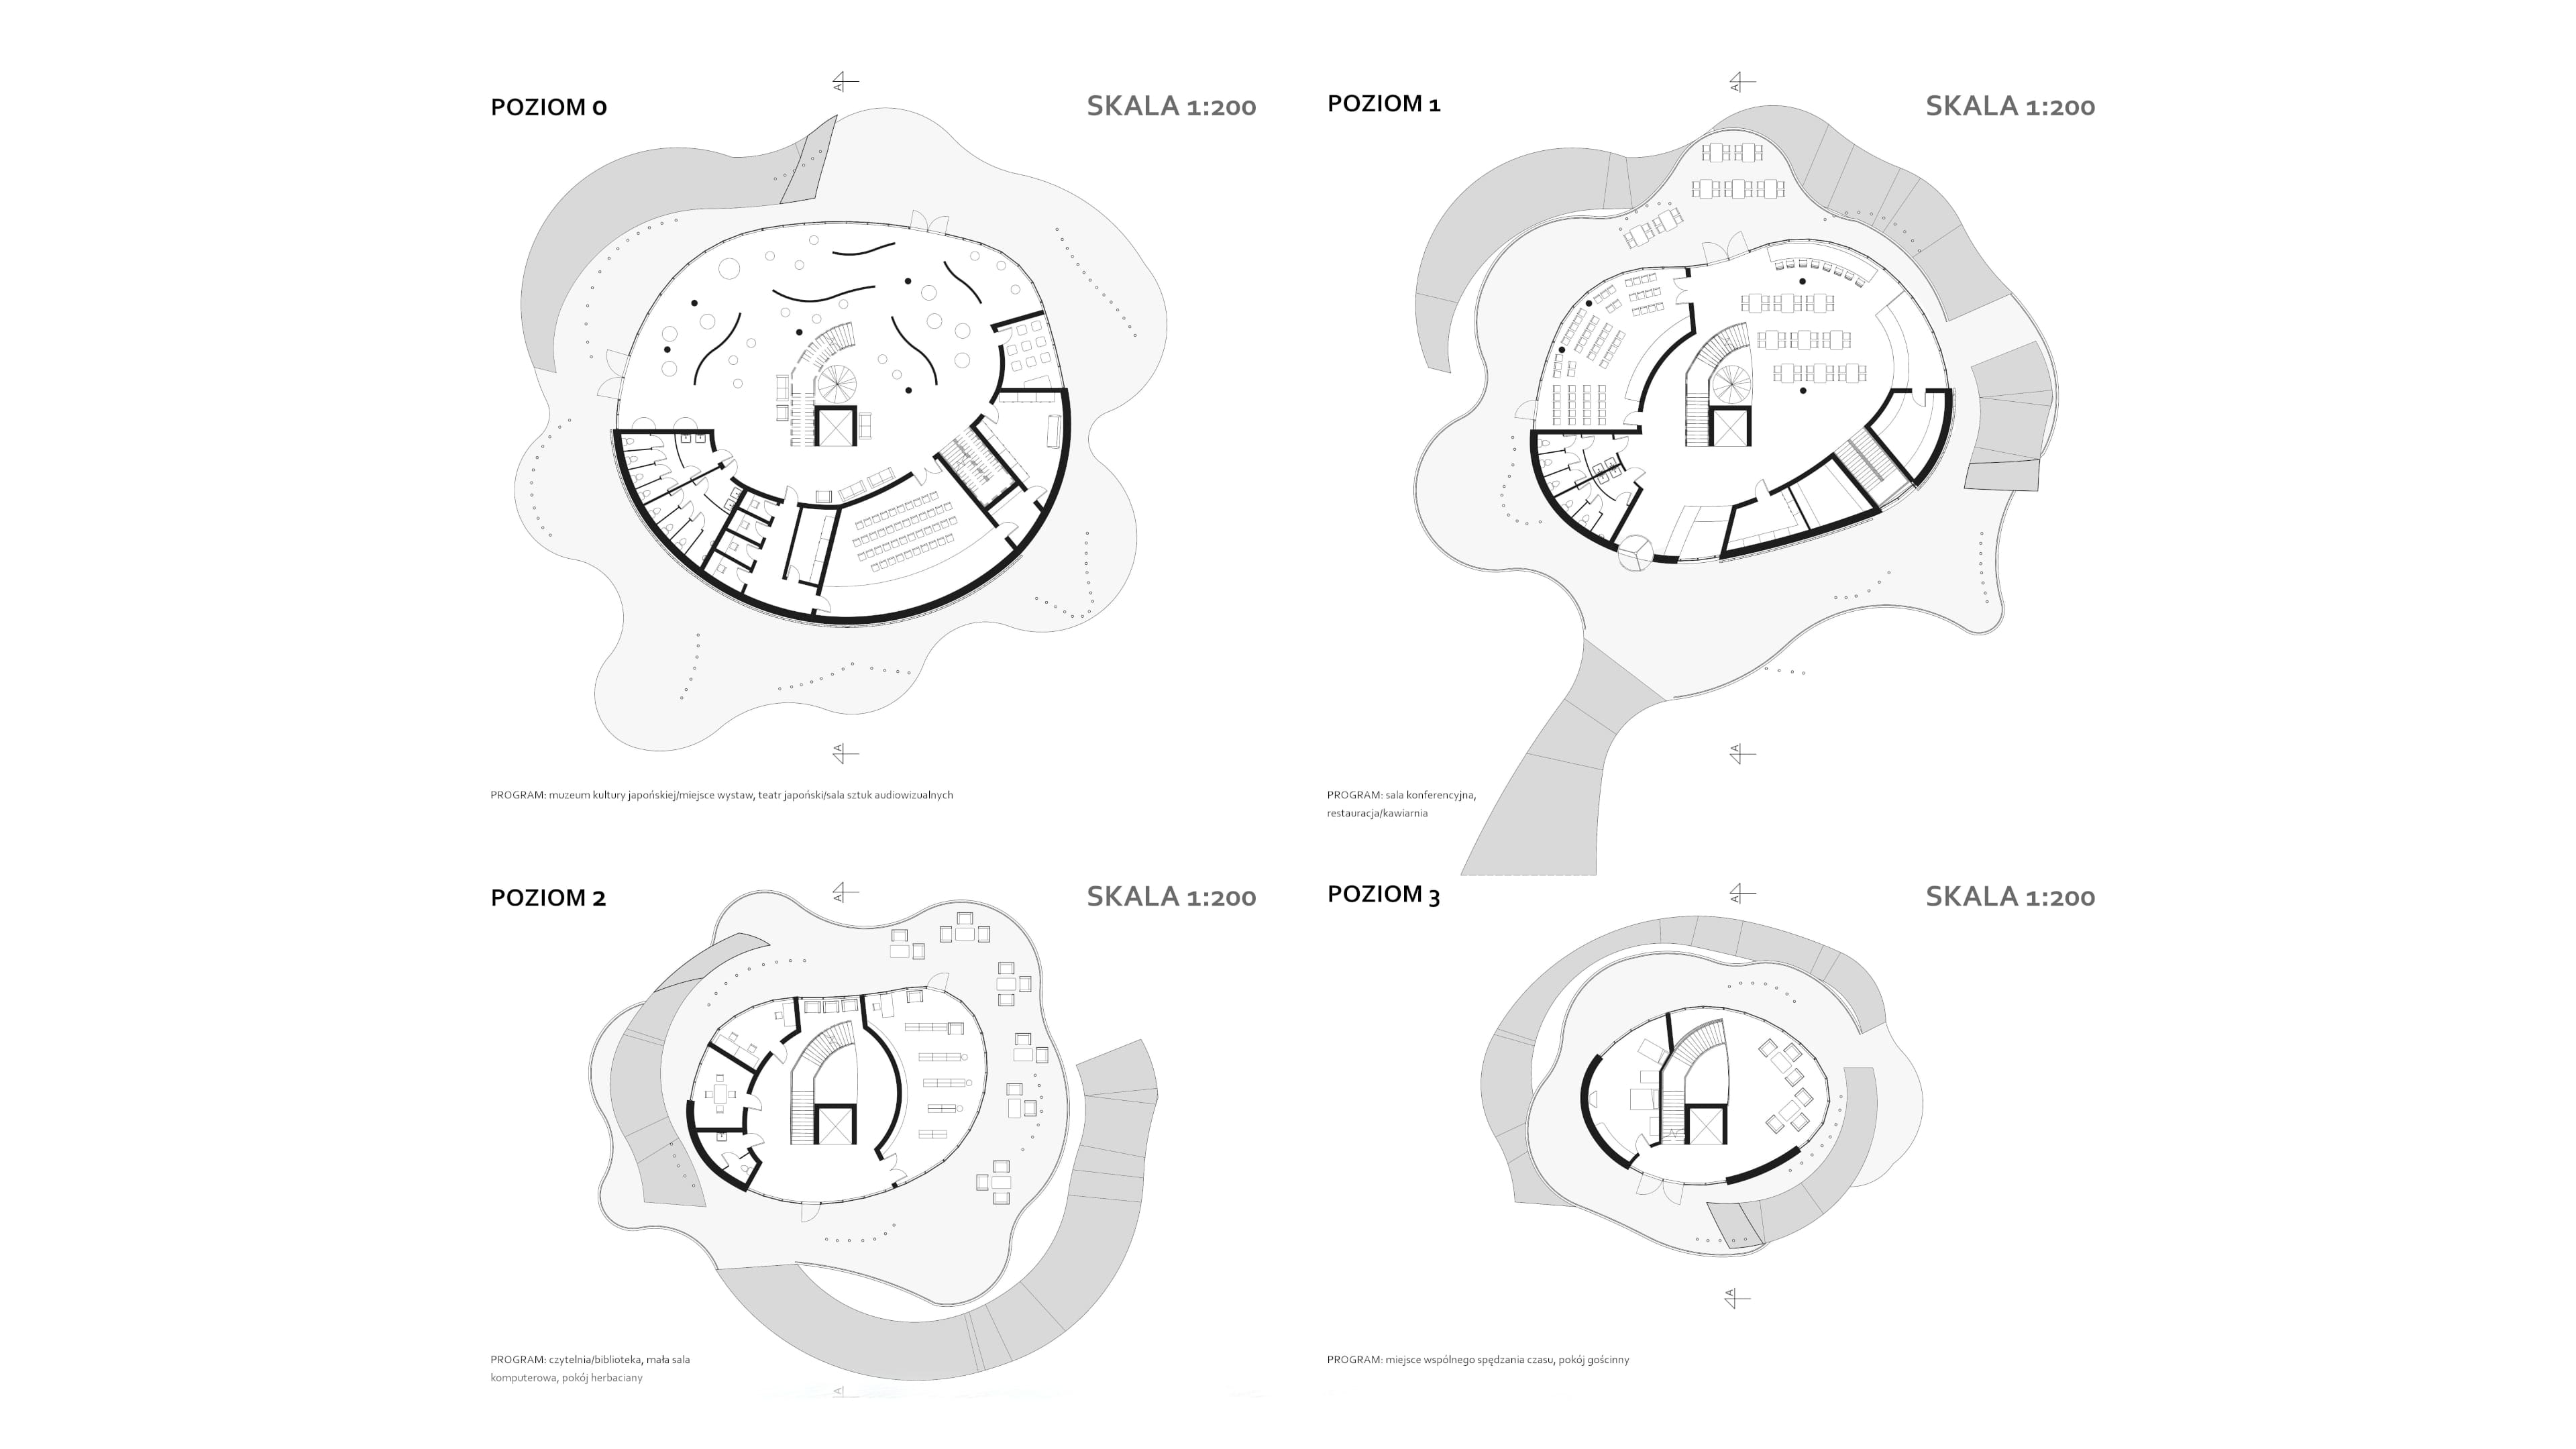 POZIOM 0
SKALA 1:200
A
A
PROGRAM: muzeum kultury japońskiej/miejsce wystaw, teatr japoński/sala sztuk audiowizualnych
POZIOM 1
SKALA 1:200
A
A
PROGRAM: sala konferencyjna,
restauracja/kawiarnia
POZIOM 2
SKALA 1:200
A
A
PROGRAM: czytelnia/biblioteka, mała sala
komputerowa, pokój herbaciany
POZIOM 3
SKALA 1:200
A
A
PROGRAM: miejsce wspólnego spędzania czasu, pokój gościnny